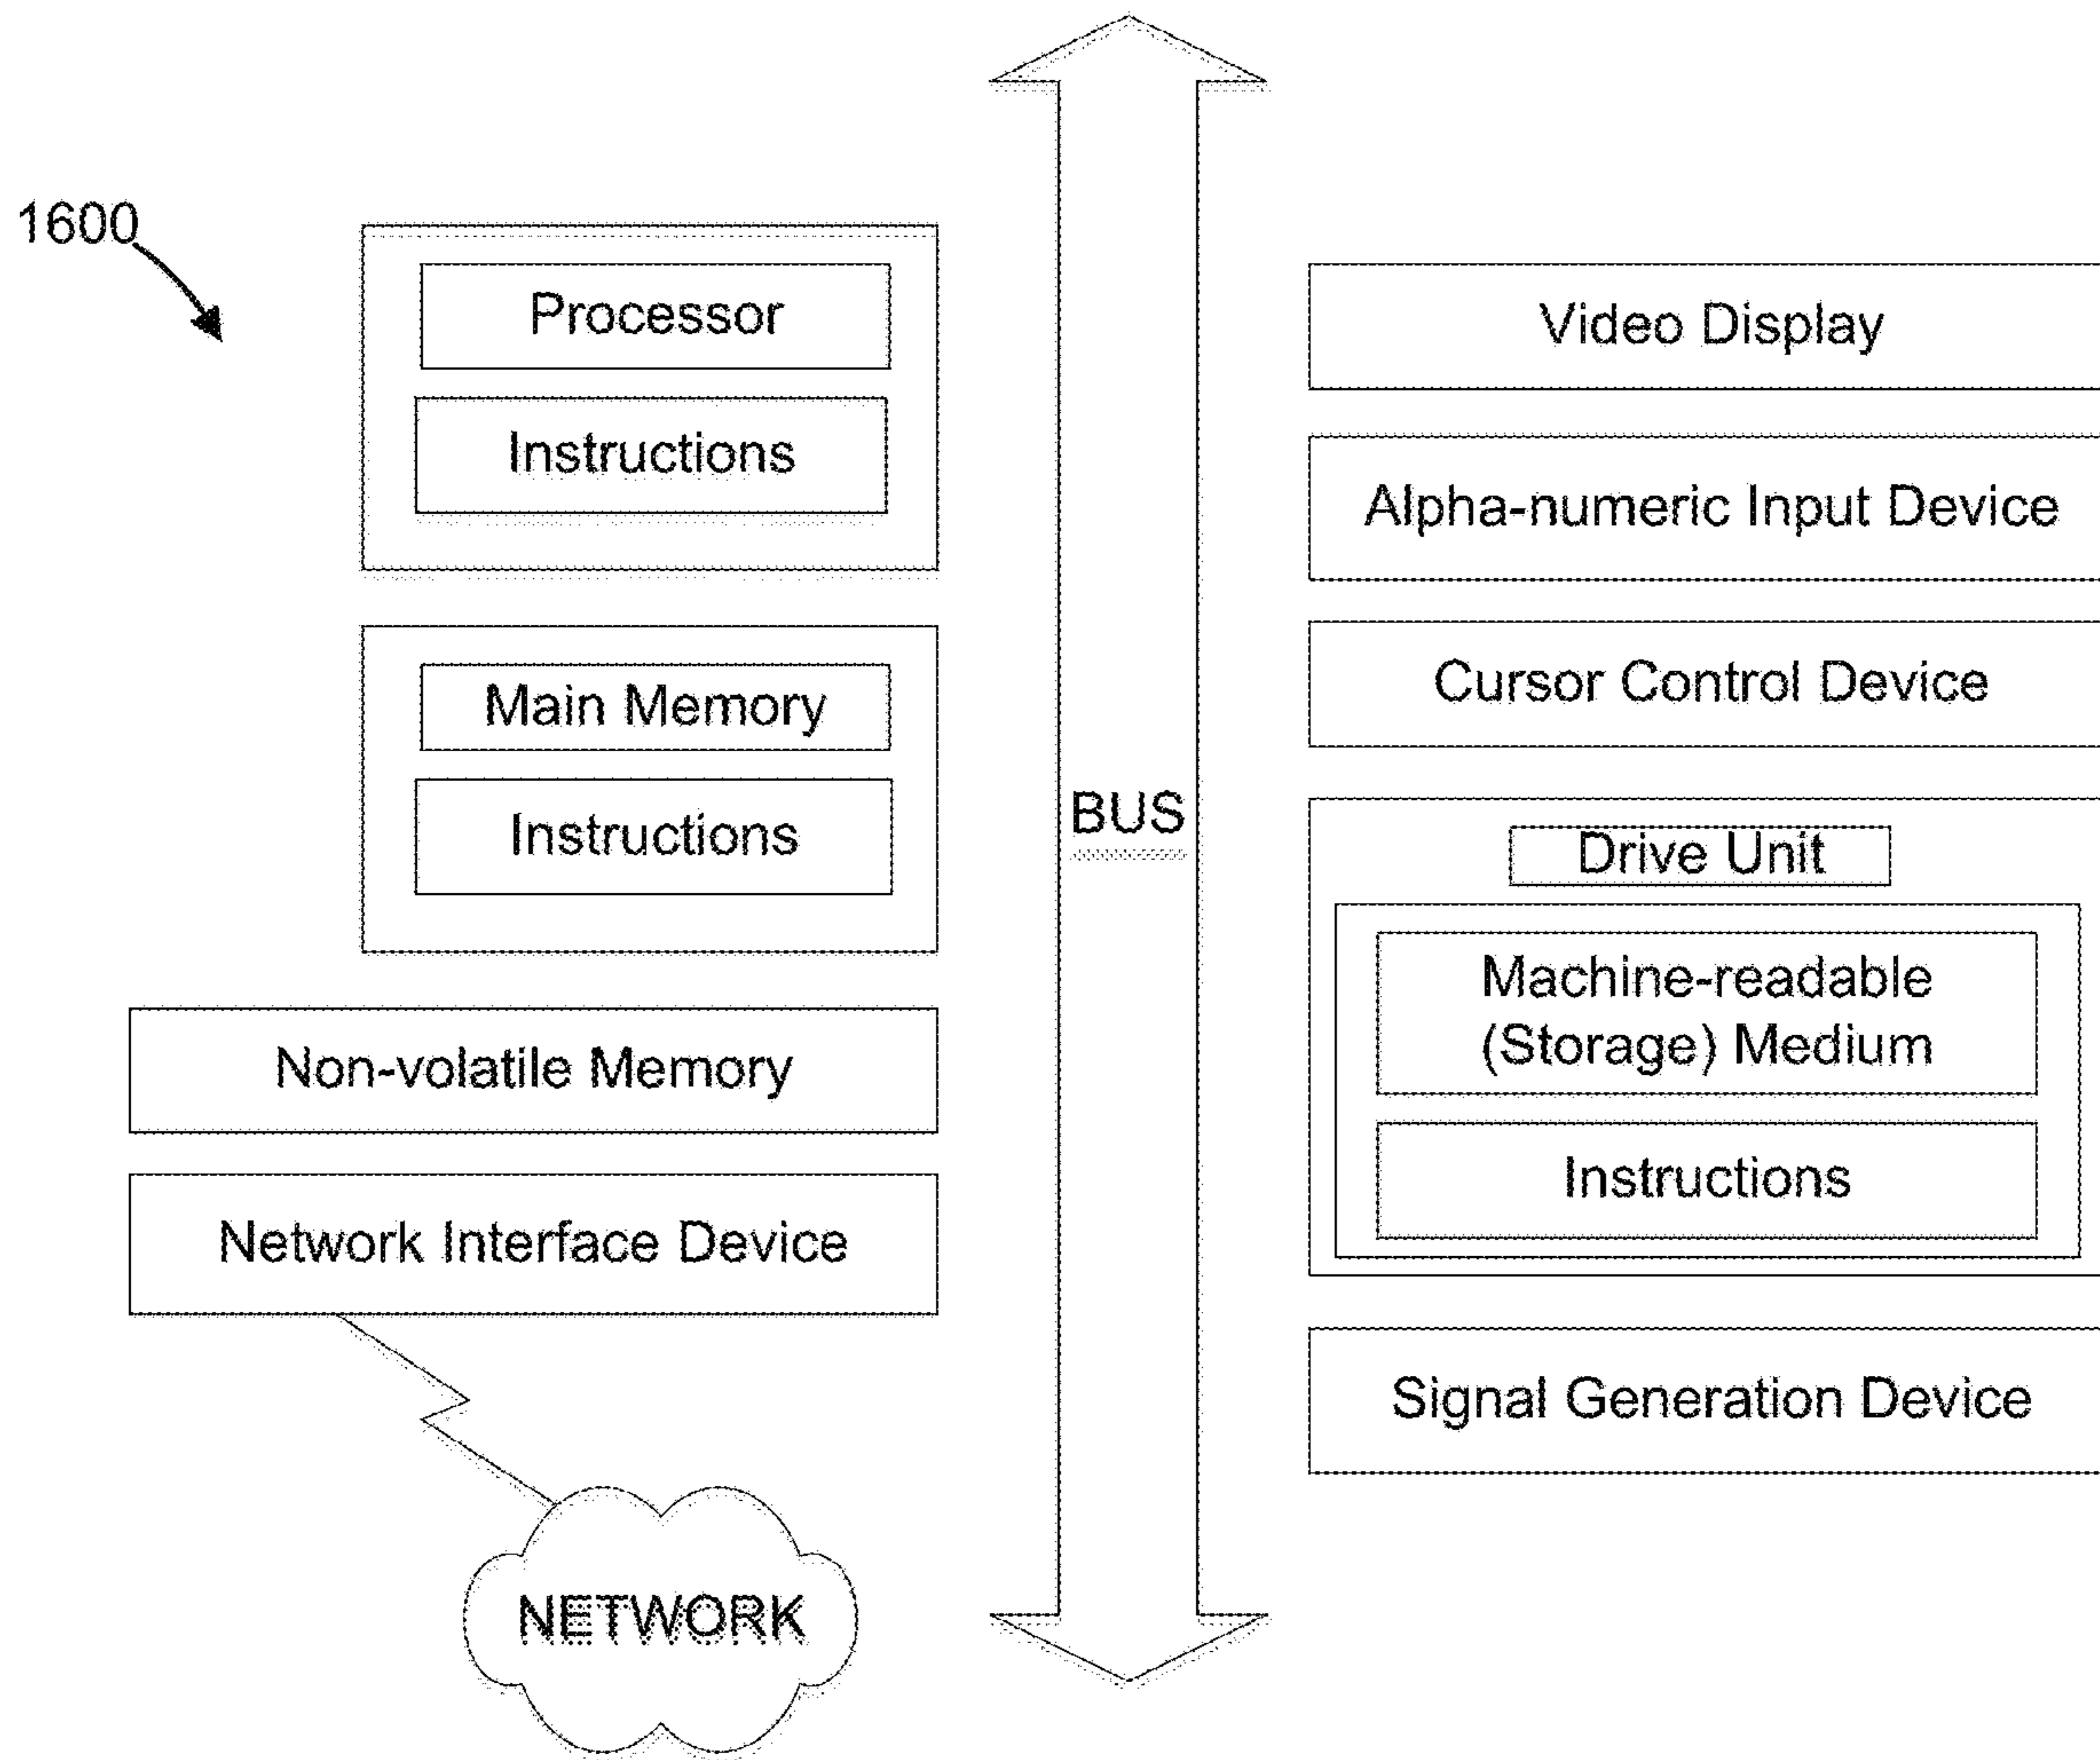 1600
Processor
Instructions
Main Memory
Instructions
Non-volatile Memory
Network Interface Device
NETWORK
BUS
Video Display
Alpha-numeric Input Device
Cursor Control Device
Drive Unit
Machine-readable
(Storage) Medium
Instructions
Signal Generation Device